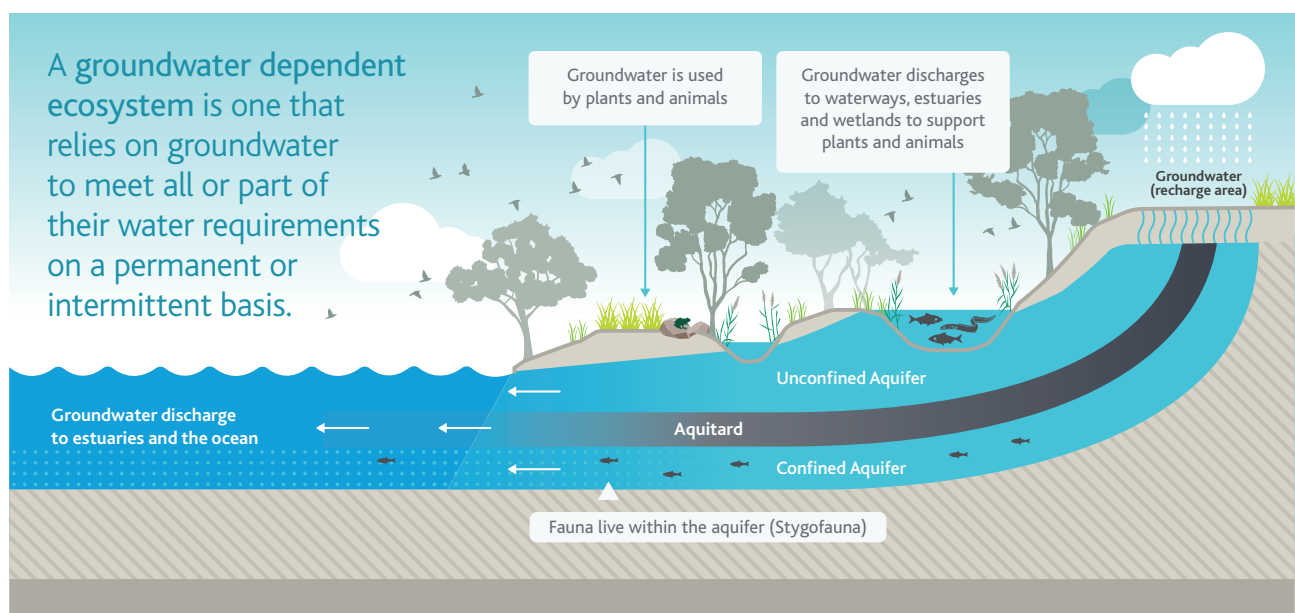 A groundwater dependent
ecosystem is one that
relies on groundwater
to meet all or part of
their water requirements
on a permanent or
intermittent basis.
Groundwater is used
by plants and animals
Groundwater discharges
to waterways, estuaries
and wetlands to support
plants and animals
Groundwater
(recharge area)
Unconfined Aquifer
Groundwater discharge
to estuaries and the ocean
Aquitard
Confined Aquifer
Fauna live within the aquifer (Stygofauna)